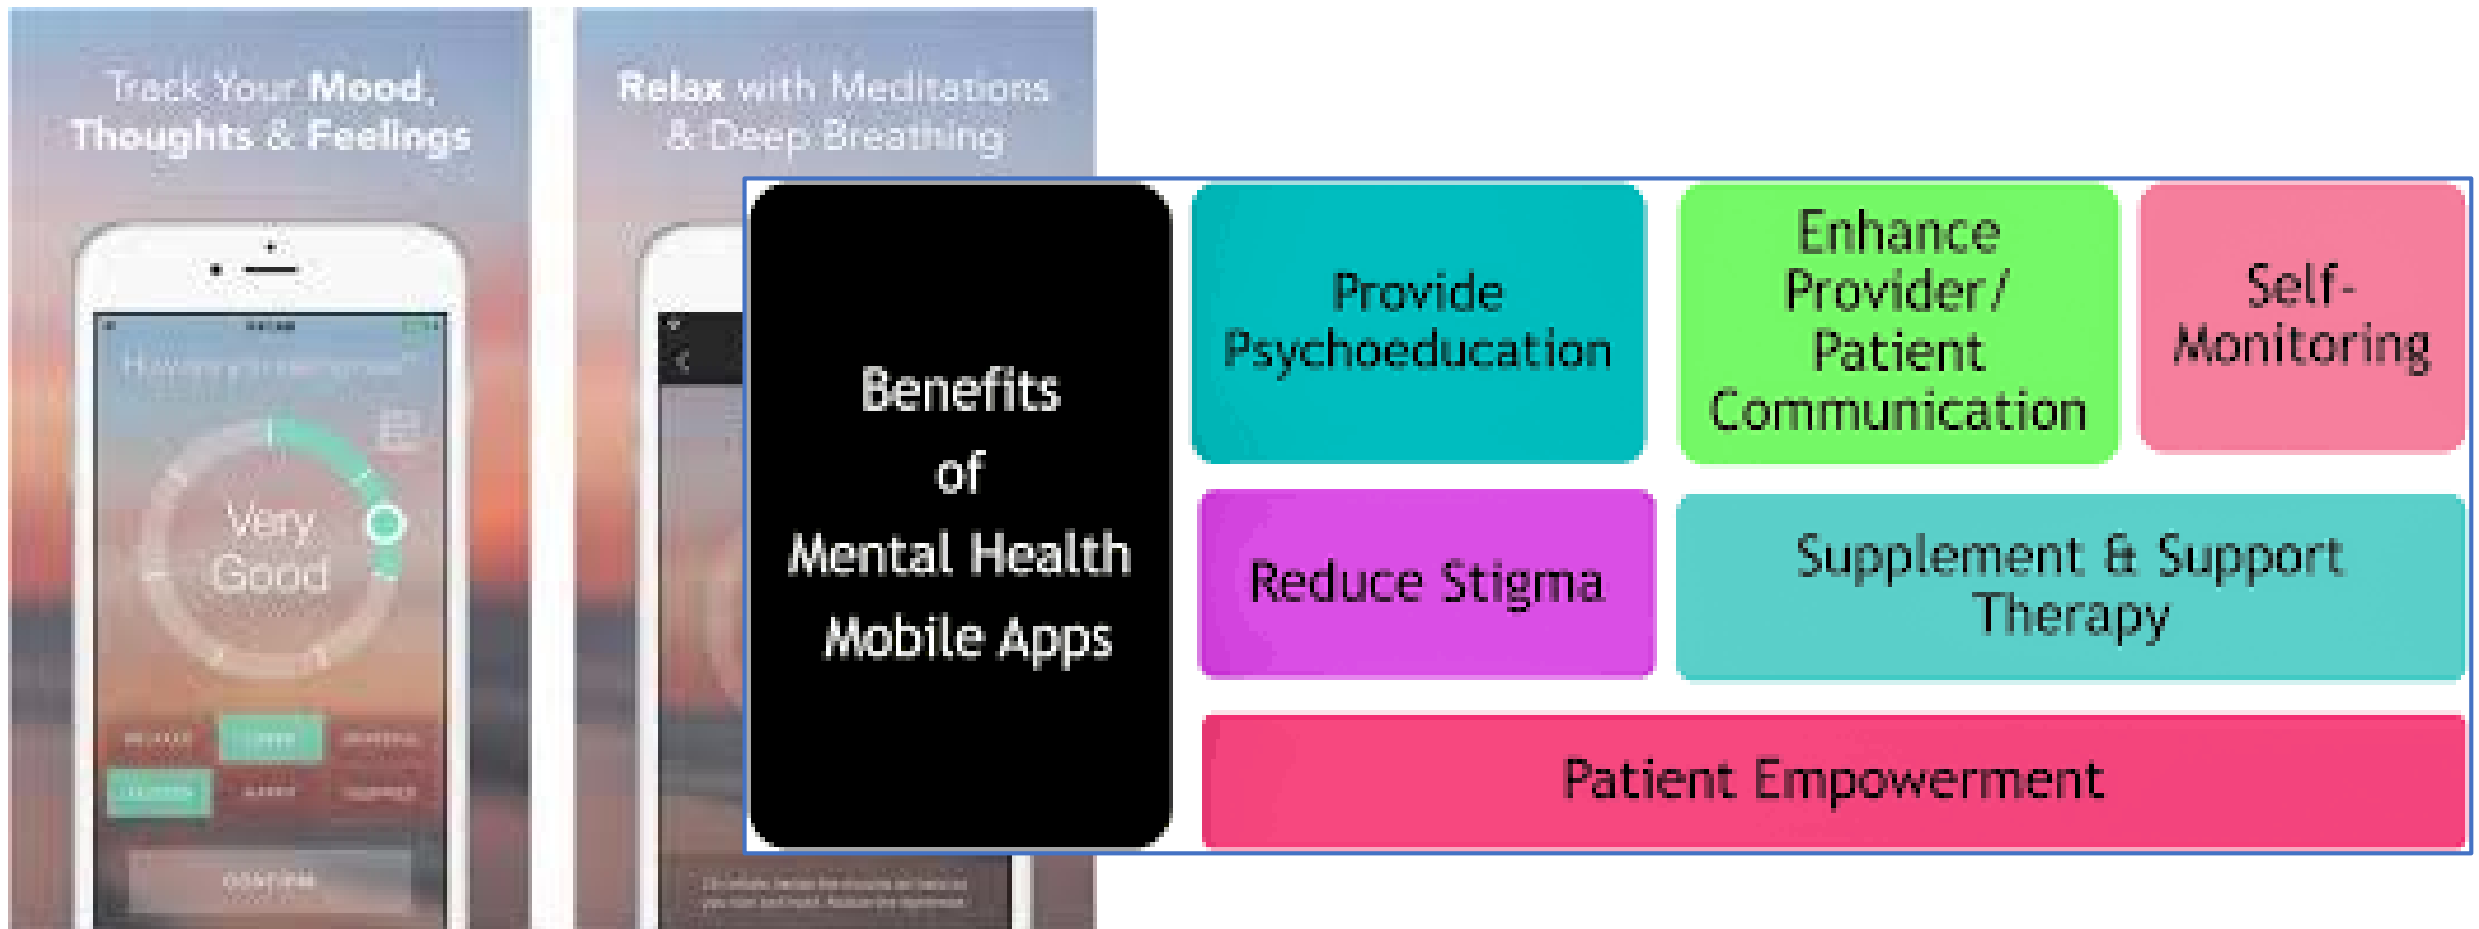 Track Your Mood,
Thoughts & Feelings
Very
Good
CONFIRM
Relax with Meditations
& Deep Breathing
Benefits
of
Mental Health
Mobile Apps
Provide
Psychoeducation
Enhance
Provider/
Patient
Communication
Self-
Monitoring
Reduce Stigma
Supplement & Support
Therapy
Patient Empowerment